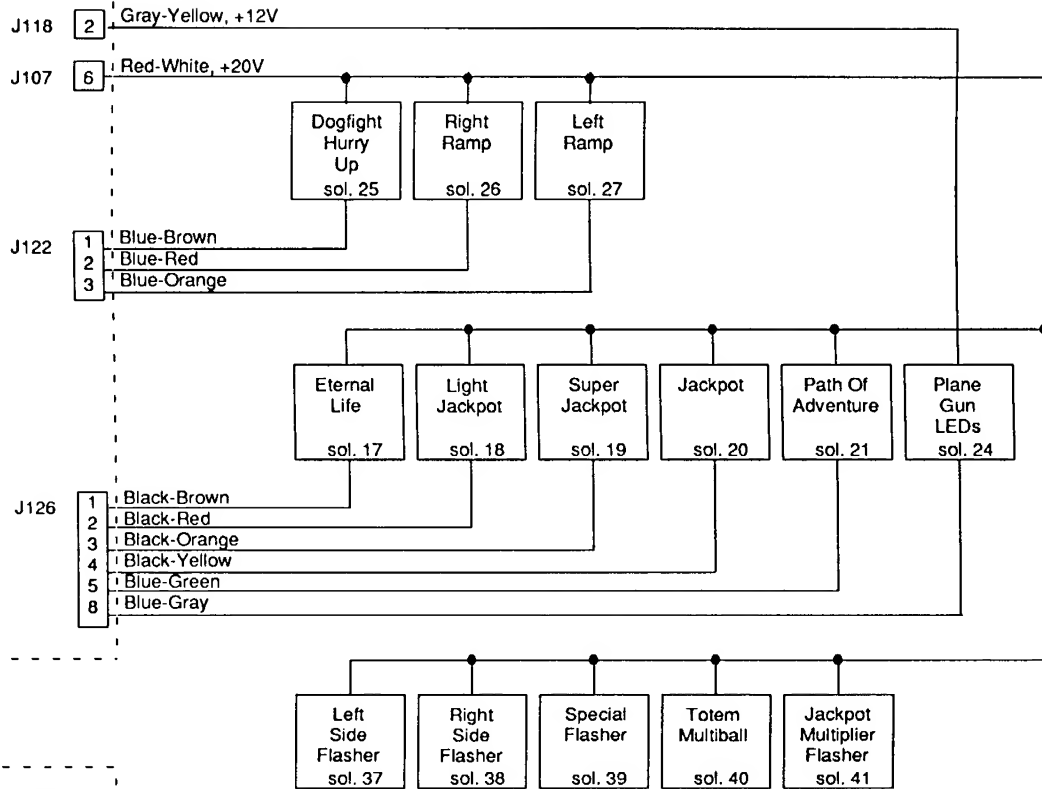 J118 2 Gray-Yellow, +12V
J107 6 Red-White, +20V
Dogfight
Hurry
Up
sol. 25
Right
Ramp
sol. 26
Left
Ramp
sol. 27
J122
1 Blue-Brown
2 Blue-Red
3 Blue-Orange
Eternal
Life
sol. 17
Light
Jackpot
sol. 18
Super
Jackpot
sol. 19
Jackpot
sol. 20
Path Of
Adventure
sol. 21
Plane
Gun
LEDs
sol. 24
J126
1 Black-Brown
2 Black-Red
3 Black-Orange
4 Black-Yellow
5 Blue-Green
8 Blue-Gray
Left
Side
Flasher
sol. 37
Right
Side
Flasher
sol. 38
Special
Flasher
sol. 39
Totem
Multiball
sol. 40
Jackpot
Multiplier
Flasher
sol. 41